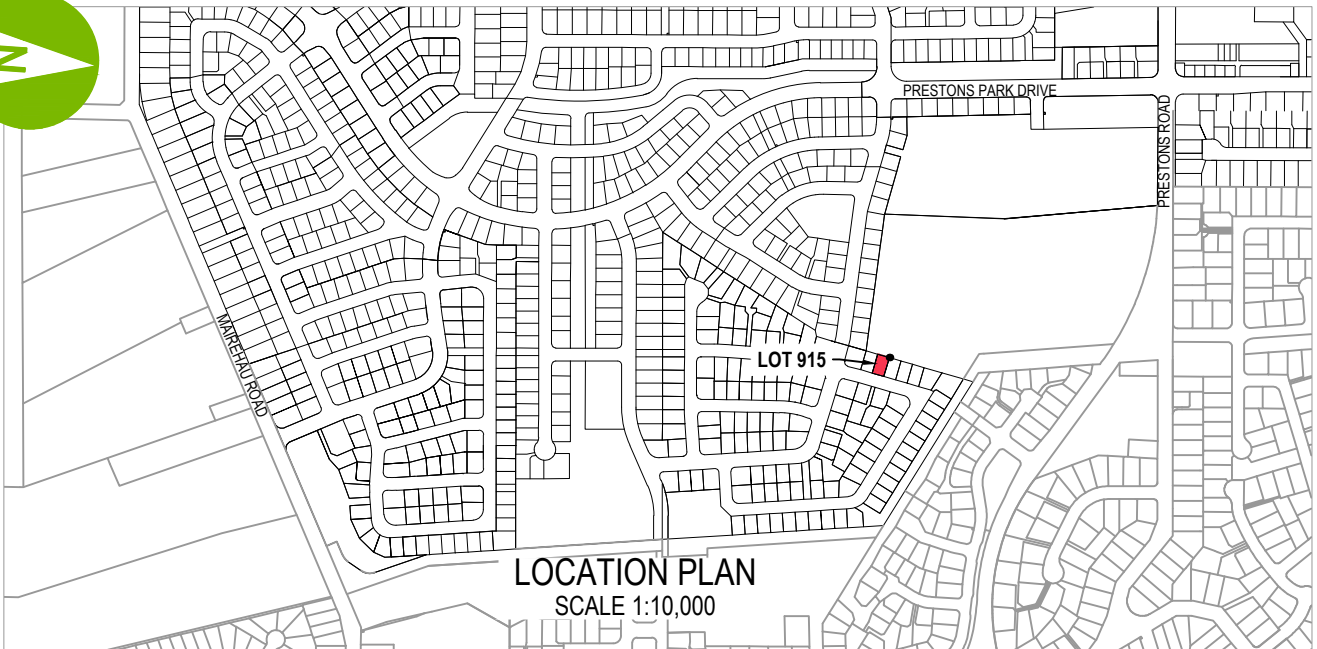 N
PRESTONS PARK DRIVE
PRESTONS ROAD
MAIREHAU ROAD
LOT 915
LOCATION PLAN
SCALE 1:10,000